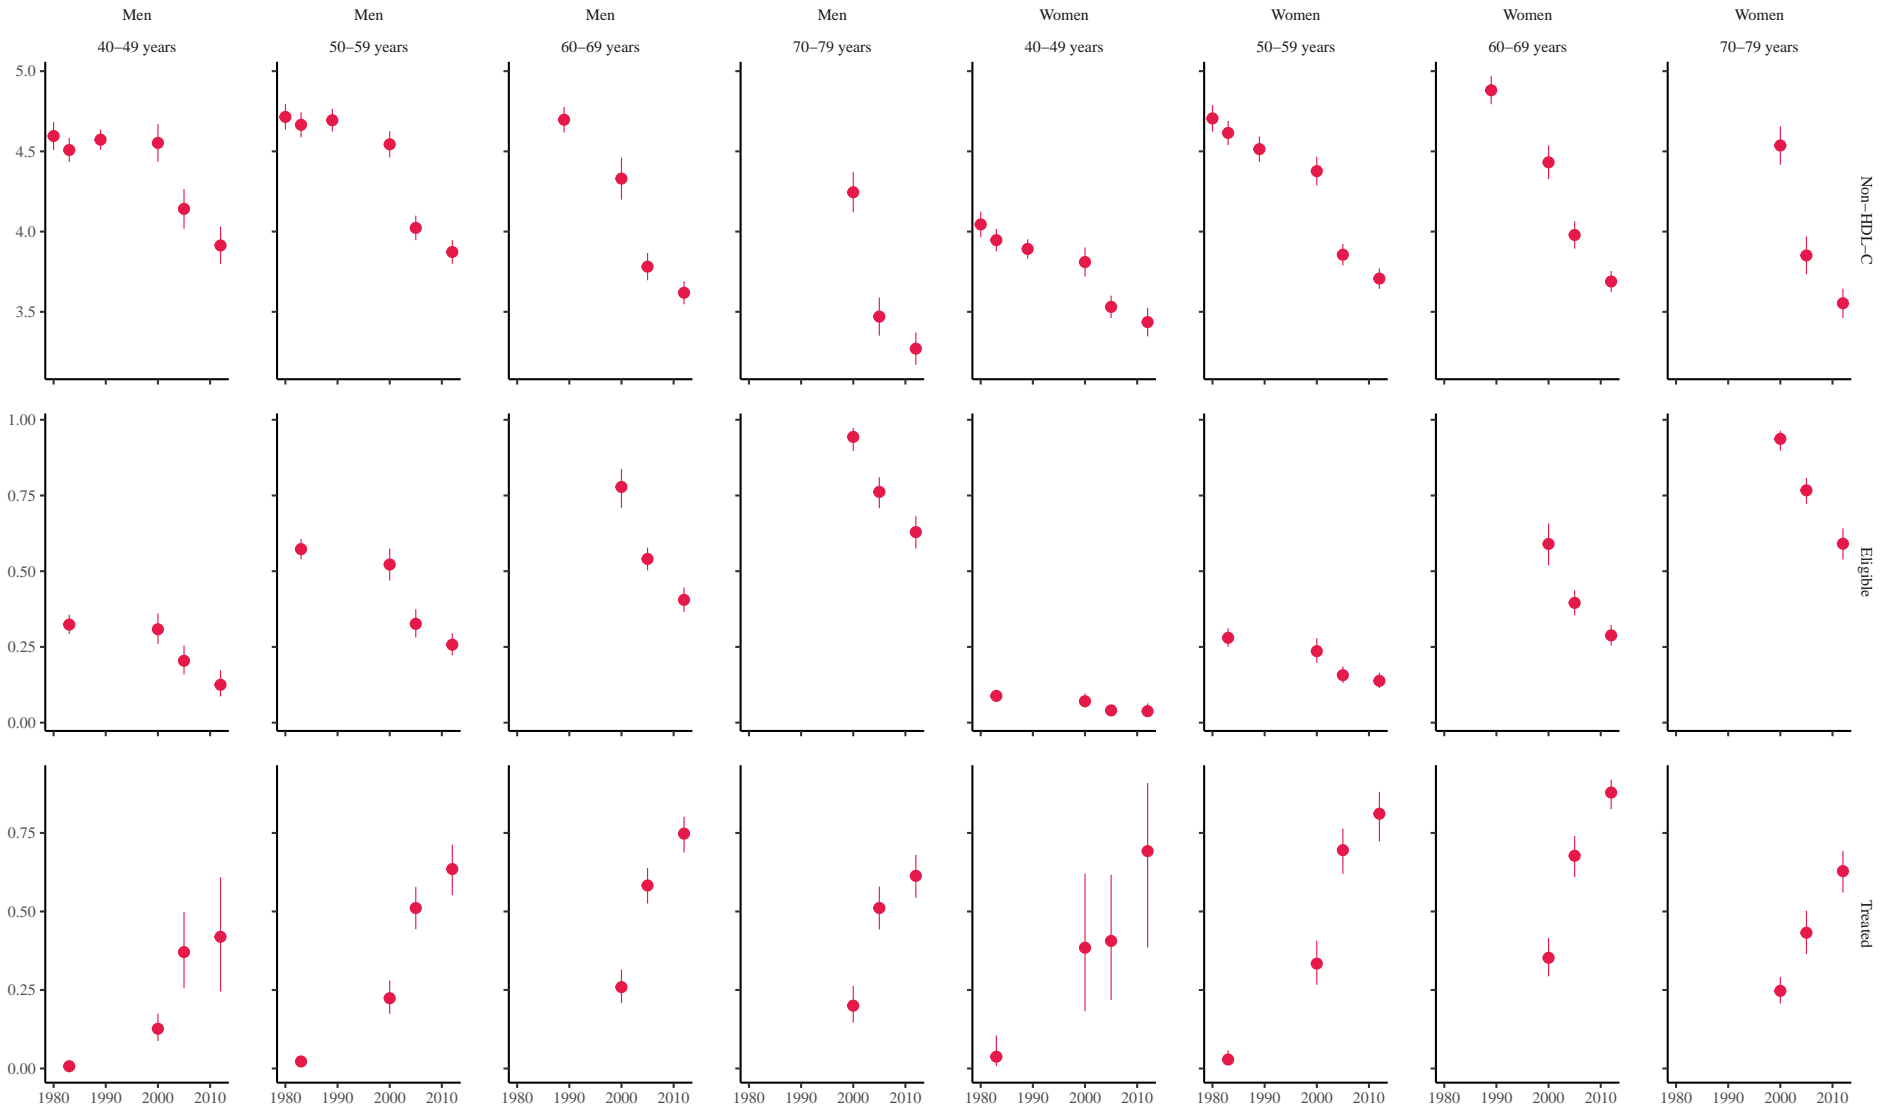 Men Men Men Men Women Women Women Women
40–49 years 50–59 years 60–69 years 70–79 years 40–49 years 50–59 years 60–69 years 70–79 years
5.0
4.5
4.0
3.5
Non−HDL−C
1.00
0.75
0.50
0.25
0.00
Eligible
0.75
0.50
0.25
0.00
Treated
1980 1990 2000 2010 1980 1990 2000 2010 1980 1990 2000 2010 1980 1990 2000 2010 1980 1990 2000 2010 1980 1990 2000 2010 1980 1990 2000 2010 1980 1990 2000 2010